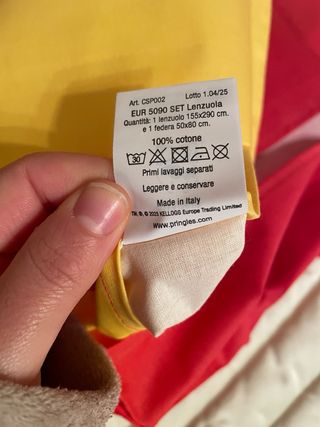 Art. CSP002 Lotto 1.04/25
EUR 5090 SET Lenzuola
Quantità: 1 lenzuolo 155x290 cm.
e 1 federa 50x80 cm.
100% cotone
30
Primi lavaggi separati
Leggere e conservare
Made in Italy
TM, ®, © 2025 KELLOGG Europe Trading Limited
www.pringles.com